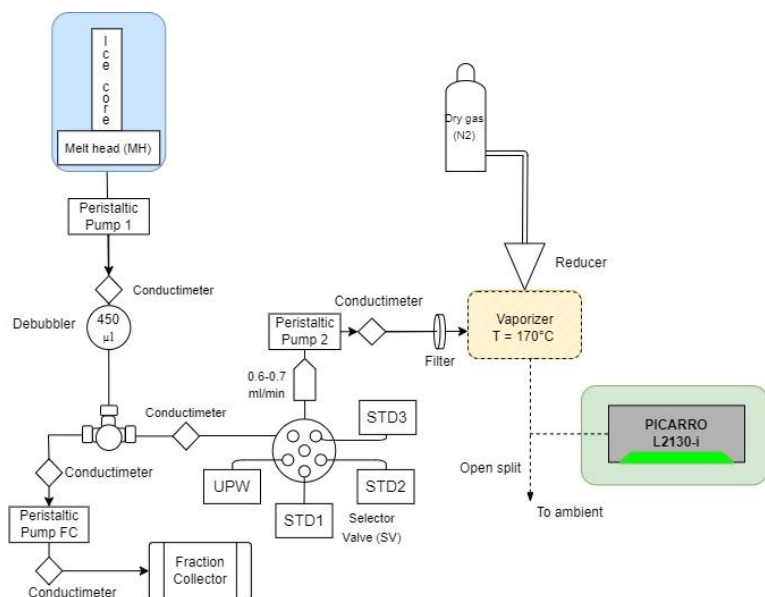 Ice core
Melt head (MH)
Peristaltic
Pump 1
Conductimeter
Debubbler
450
µl
Conductimeter
Conductimeter
Peristaltic
Pump FC
Conductimeter
Fraction
Collector
UPW
STD1
STD2
STD3
Selector
Valve (SV)
0.6-0.7
ml/min
Peristaltic
Pump 2
Conductimeter
Filter
Dry gas
(N2)
Reducer
Vaporizer
T = 170°C
PICARRO
L2130-i
Open split
To ambient